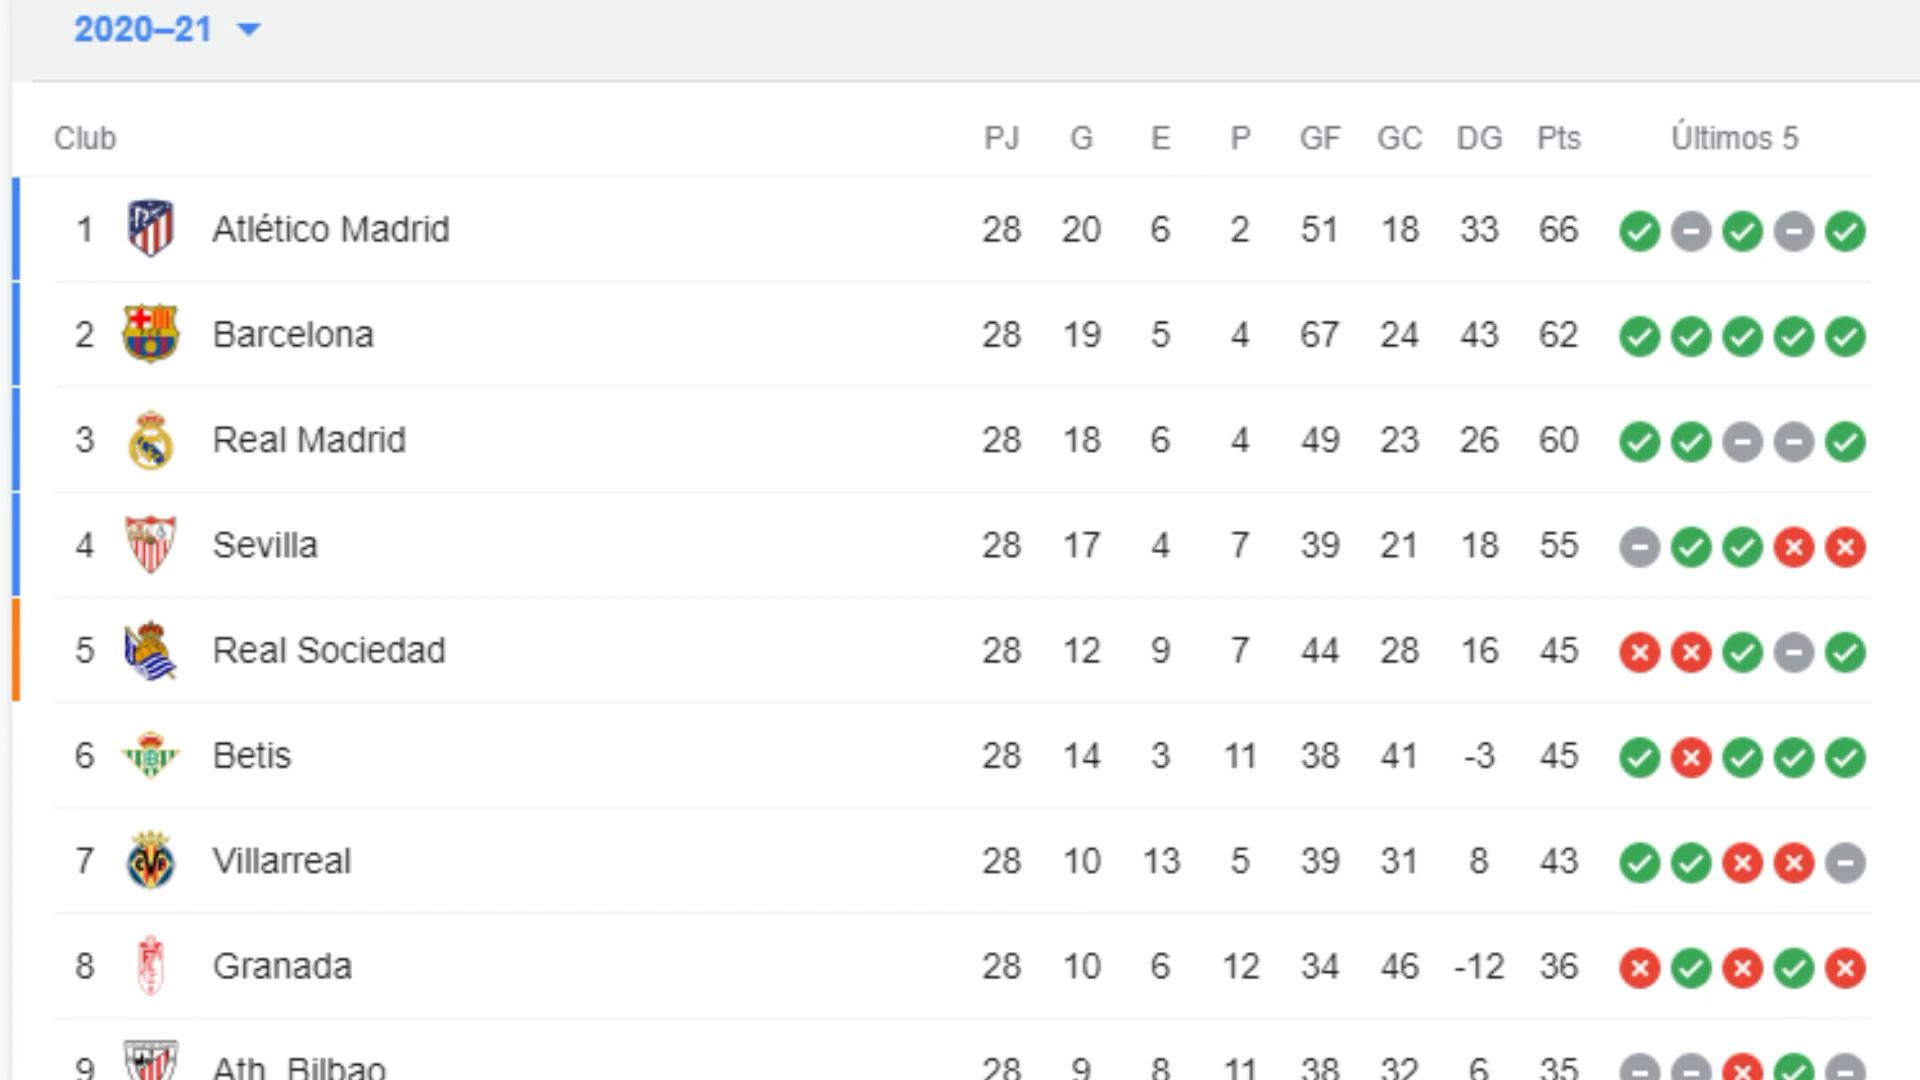 2020–21
Club PJ G E P GF GC DG Pts Últimos 5
1 Atlético Madrid 28 20 6 2 51 18 33 66
2 Barcelona 28 19 5 4 67 24 43 62
3 Real Madrid 28 18 6 4 49 23 26 60
4 Sevilla 28 17 4 7 39 21 18 55
5 Real Sociedad 28 12 9 7 44 28 16 45
6 Betis 28 14 3 11 38 41 -3 45
7 Villarreal 28 10 13 5 39 31 8 43
8 Granada 28 10 6 12 34 46 -12 36
9 Ath. Bilbao 28 9 8 11 38 32 6 35